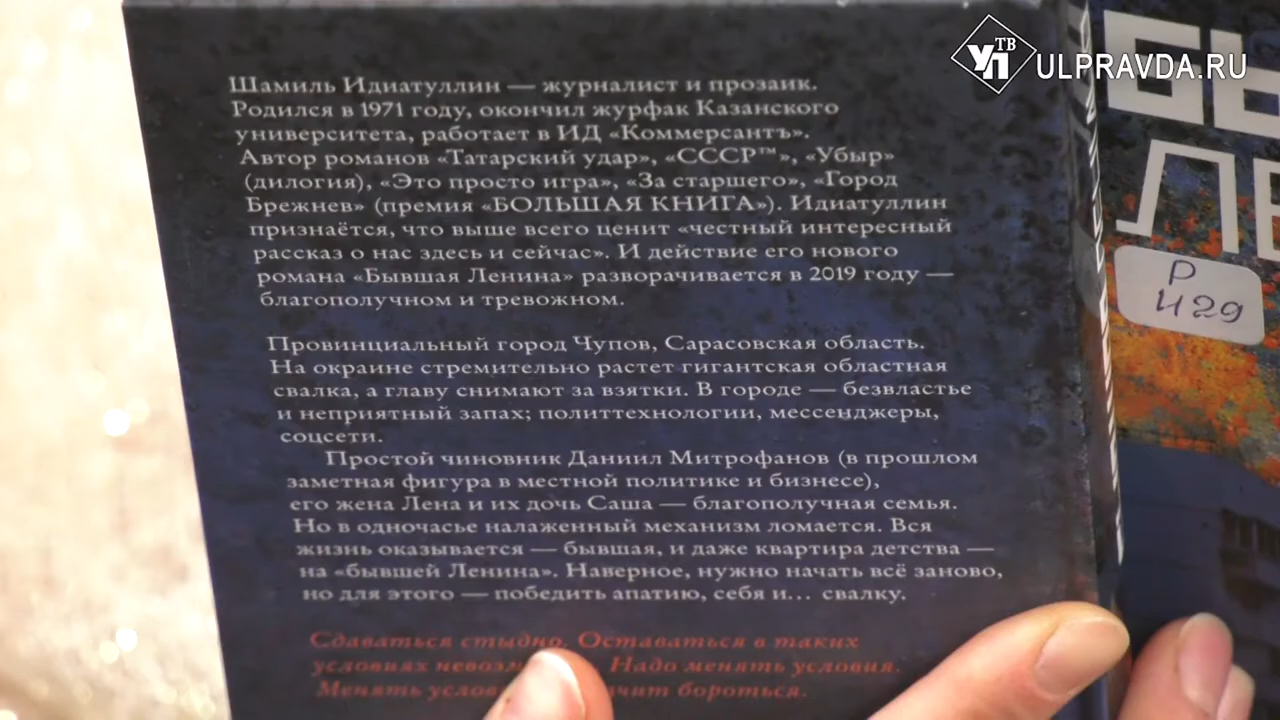 УП ТВ ULPRAVDA.RU
Шамиль Идиатуллин — журналист и прозаик.
Родился в 1971 году, окончил журфак Казанского
университета, работает в ИД «Коммерсантъ».
Автор романов «Татарский удар», «СССР™», «Убыр»
(дилогия), «Это просто игра», «За старшего», «Город
Брежнев» (премия «БОЛЬШАЯ КНИГА»). Идиатуллин
признаётся, что выше всего ценит «честный интересный
рассказ о нас здесь и сейчас». И действие его нового
романа «Бывшая Ленина» разворачивается в 2019 году —
благополучном и тревожном.
Провинциальный город Чупов, Сарасовская область.
На окраине стремительно растет гигантская областная
свалка, а главу снимают за взятки. В городе — безвластье
и неприятный запах; политтехнологии, мессенджеры,
соцсети.
Простой чиновник Даниил Митрофанов (в прошлом
заметная фигура в местной политике и бизнесе),
его жена Лена и их дочь Саша — благополучная семья.
Но в одночасье налаженный механизм ломается. Вся
жизнь оказывается — бывшая, и даже квартира детства —
на «бывшей Ленина». Наверное, нужно начать всё заново,
но для этого — победить апатию, себя и... свалку.
Сдаваться стыдно. Оставаться в таких
условиях Надо менять условия.
Менять бороться.
Р
И29